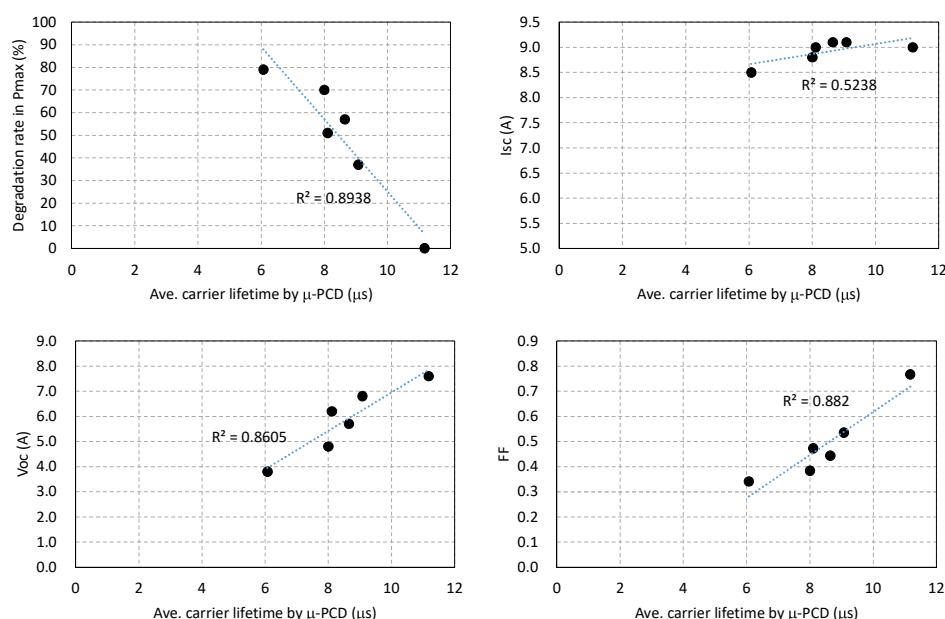 Degradation rate in Pmax (%)
100
90
80
70
60
50
40
30
20
10
0
R² = 0.8938
0 2 4 6 8 10 12
Ave. carrier lifetime by μ-PCD (μs)
Isc (A)
9.5
9.0
8.5
8.0
7.5
7.0
6.5
6.0
5.5
5.0
R² = 0.5238
0 2 4 6 8 10 12
Ave. carrier lifetime by μ-PCD (μs)
Voc (A)
9.0
8.0
7.0
6.0
5.0
4.0
3.0
2.0
1.0
0.0
R² = 0.8605
0 2 4 6 8 10 12
Ave. carrier lifetime by μ-PCD (μs)
FF
0.9
0.8
0.7
0.6
0.5
0.4
0.3
0.2
0.1
0.0
R² = 0.882
0 2 4 6 8 10 12
Ave. carrier lifetime by μ-PCD (μs)